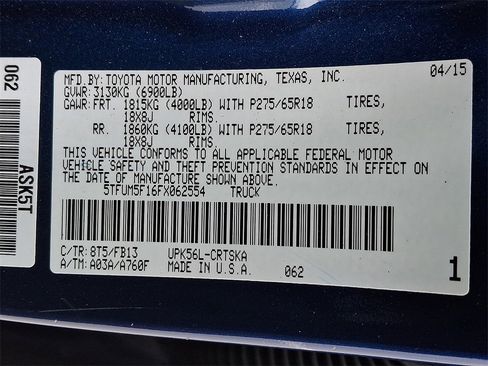 MFD.BY: TOYOTA MOTOR MANUFACTURING, TEXAS, INC. 04/15
GVWR: 3130KG (6900LB)
GAWR: FRT. 1815KG (4000LB) WITH P275/65R18 TIRES,
18X8J RIMS.
RR. 1860KG (4100LB) WITH P275/65R18 TIRES,
18X8J RIMS.
THIS VEHICLE CONFORMS TO ALL APPLICABLE FEDERAL MOTOR
VEHICLE SAFETY AND THEFT PREVENTION STANDARDS IN EFFECT ON
THE DATE OF MANUFACTURE SHOWN ABOVE.
5TFUM5F16FX062554 TRUCK
C/TR: 8T5/FB13 UPK56L-CRTSKA
A/TM: A03A/A760F MADE IN U.S.A. 062 1
062
ASK5T